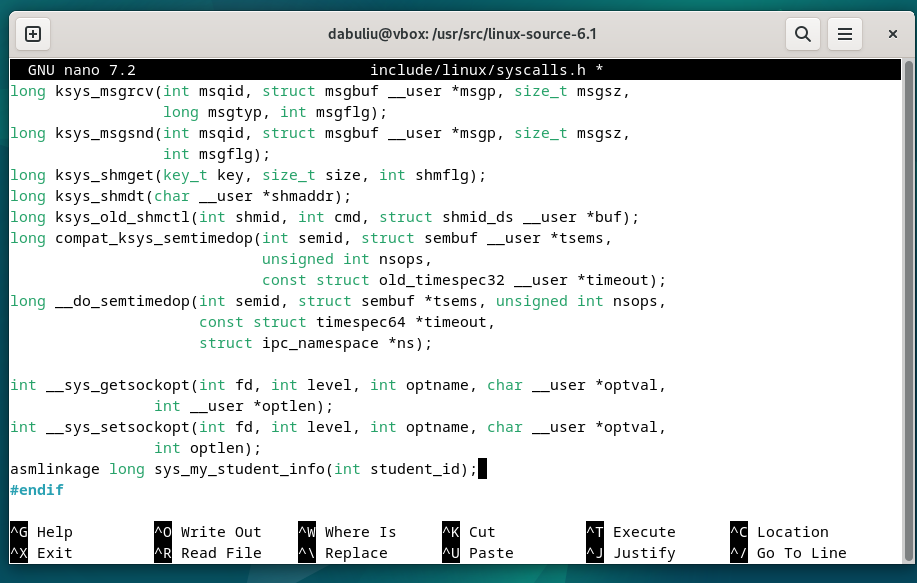 dabuliu@vbox: /usr/src/linux-source-6.1
GNU nano 7.2 include/linux/syscalls.h *
long ksys_msgrcv(int msqid, struct msgbuf __user *msgp, size_t msgsz,
                 long msgtyp, int msgflg);
long ksys_msgsnd(int msqid, struct msgbuf __user *msgp, size_t msgsz,
                 int msgflg);
long ksys_shmget(key_t key, size_t size, int shmflg);
long ksys_shmdt(char __user *shmaddr);
long ksys_old_shmctl(int shmid, int cmd, struct shmid_ds __user *buf);
long compat_ksys_semtimedop(int semid, struct sembuf __user *tsems,
                            unsigned int nsops,
                            const struct old_timespec32 __user *timeout);
long __do_semtimedop(int semid, struct sembuf *tsems, unsigned int nsops,
                     const struct timespec64 *timeout,
                     struct ipc_namespace *ns);

int __sys_getsockopt(int fd, int level, int optname, char __user *optval,
                int __user *optlen);
int __sys_setsockopt(int fd, int level, int optname, char __user *optval,
                int optlen);
asmlinkage long sys_my_student_info(int student_id);
#endif
^G Help ^O Write Out ^W Where Is ^K Cut ^T Execute ^C Location
^X Exit ^R Read File ^\ Replace ^U Paste ^J Justify ^/ Go To Line